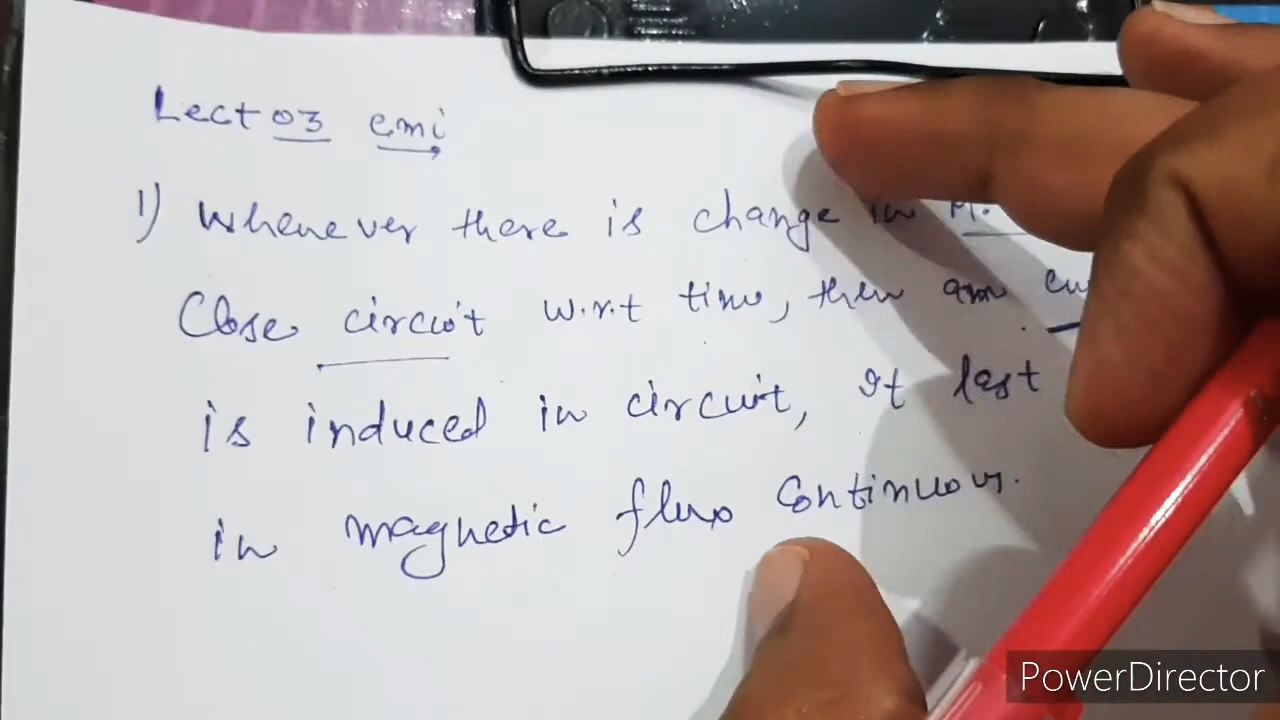 Lect 03 emi
1) Whenever there is change in M.
Close circuit w.r.t time, then
is induced in circuit, It last
in magnetic flux continuous.
PowerDirector